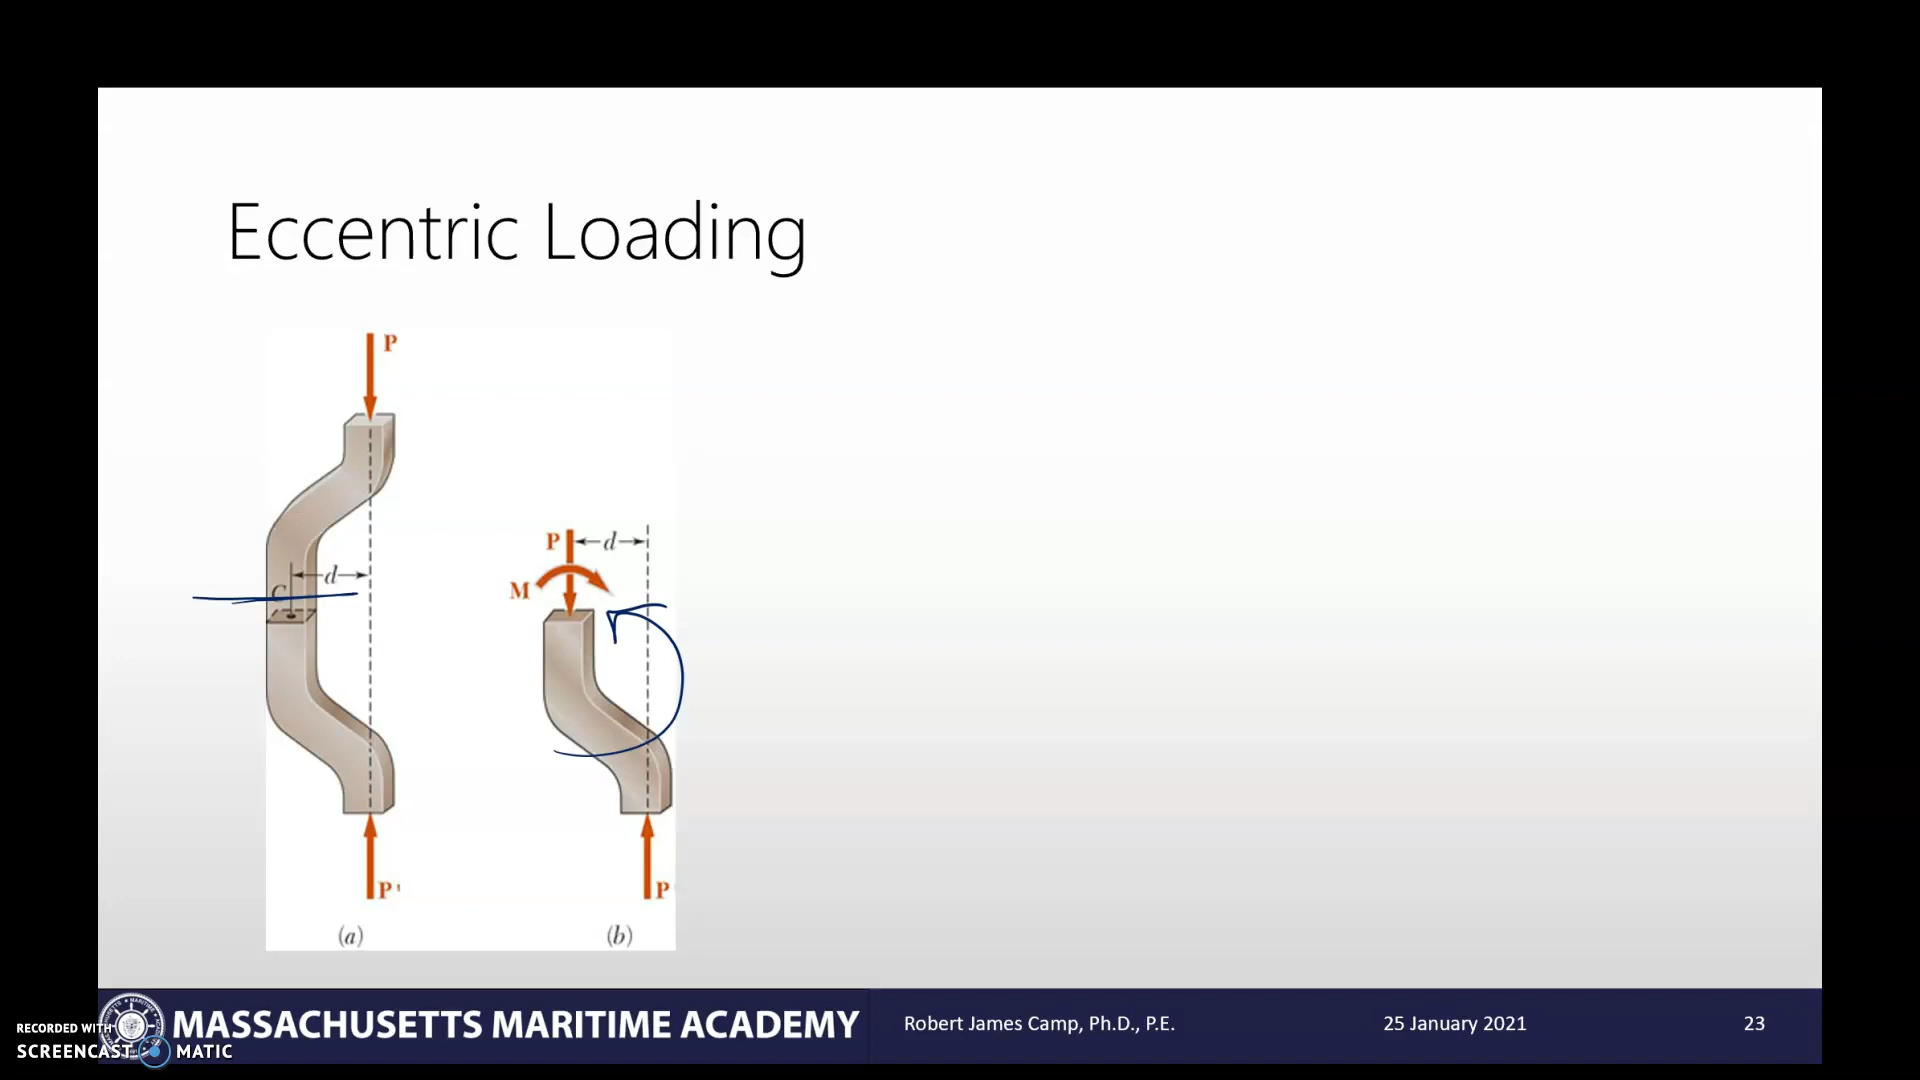 Eccentric Loading
P
C
d
P'
(a)
P
d
M
P
(b)
MASSACHUSETTS MARITIME ACADEMY
Robert James Camp, Ph.D., P.E.
25 January 2021
23
RECORDED WITH
SCREENCAST MATIC